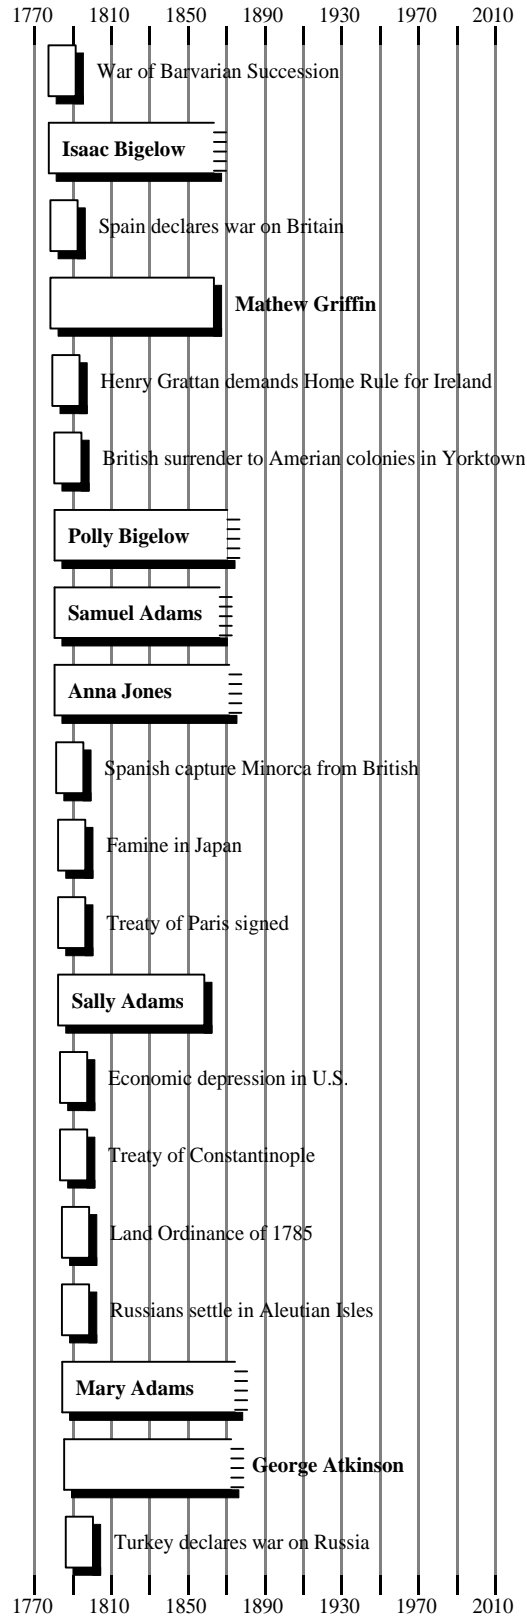 1770 1810 1850 1890 1930 1970 2010
War of Barvarian Succession
Isaac Bigelow
Spain declares war on Britain
Mathew Griffin
Henry Grattan demands Home Rule for Ireland
British surrender to Amerian colonies in Yorktown
Polly Bigelow
Samuel Adams
Anna Jones
Spanish capture Minorca from British
Famine in Japan
Treaty of Paris signed
Sally Adams
Economic depression in U.S.
Treaty of Constantinople
Land Ordinance of 1785
Russians settle in Aleutian Isles
Mary Adams
George Atkinson
Turkey declares war on Russia
1770 1810 1850 1890 1930 1970 2010